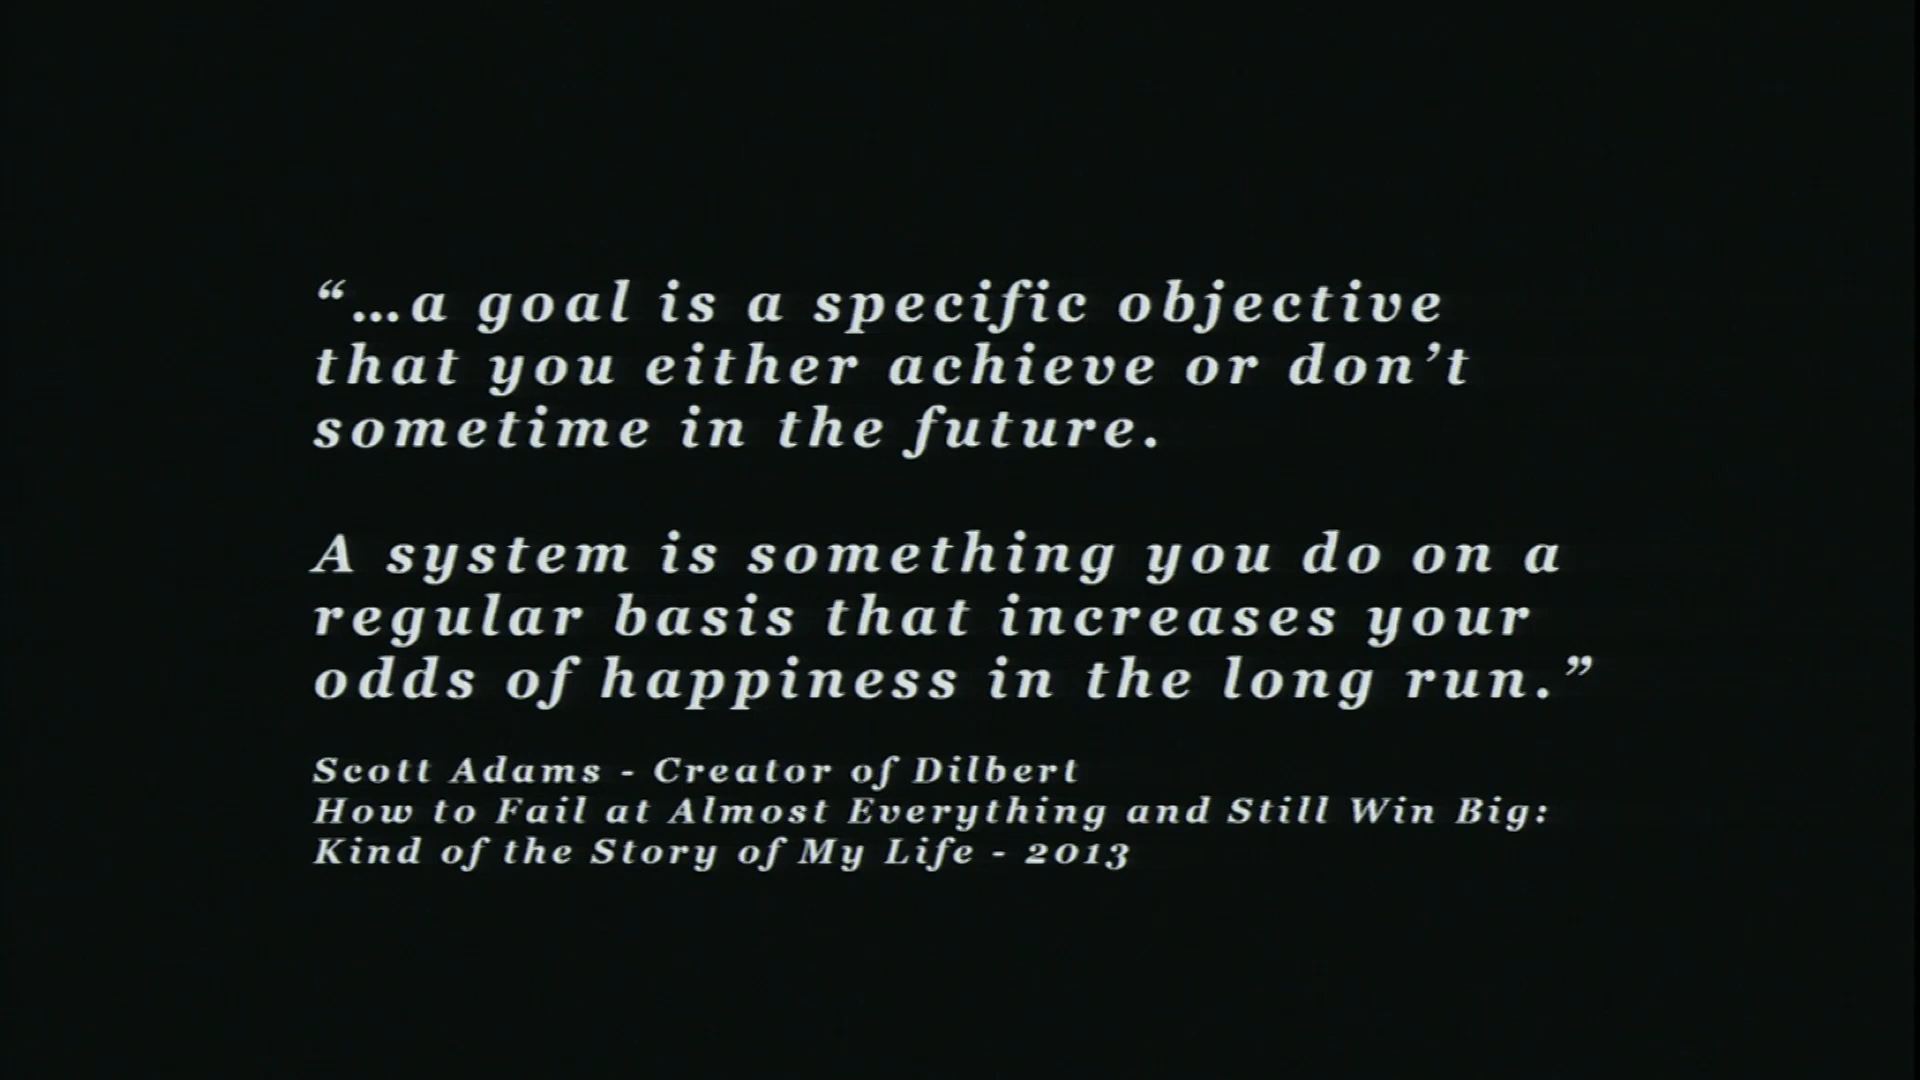 “…a goal is a specific objective
that you either achieve or don’t
sometime in the future.
A system is something you do on a
regular basis that increases your
odds of happiness in the long run.”
Scott Adams - Creator of Dilbert
How to Fail at Almost Everything and Still Win Big:
Kind of the Story of My Life - 2013